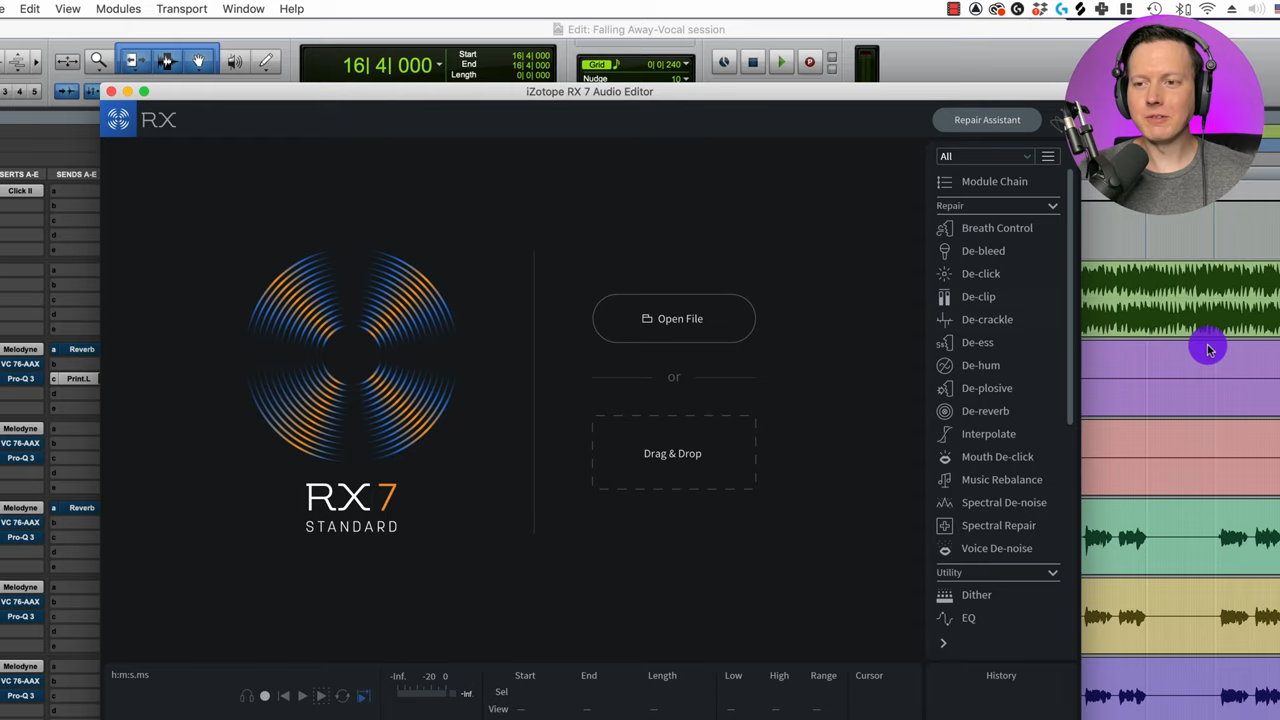 Edit View Modules Transport Window Help
Edit: Falling Away-Vocal session
16| 4| 000
Start 16| 4| 000
End 16| 4| 000
Length 0| 0| 000
Grid 0| 0| 240
Nudge 10
3 4 5
iZotope RX 7 Audio Editor
RX
Repair Assistant
All
Module Chain
Repair
Breath Control
De-bleed
De-click
De-clip
De-crackle
De-ess
De-hum
De-plosive
De-reverb
Interpolate
Mouth De-click
Music Rebalance
Spectral De-noise
Spectral Repair
Voice De-noise
Utility
Dither
EQ
Open File
or
Drag & Drop
RX 7
STANDARD
SERTS A-E SENDS A-E
Click II a
b
c
d
e
a
b
c
d
e
Melodyne a Reverb
VC 76-AAX b
Pro-Q 3 c Print.L
d
e
Melodyne a
VC 76-AAX b
Pro-Q 3 c
d
e
Melodyne a Reverb
VC 76-AAX b
Pro-Q 3 c
d
e
Melodyne a
VC 76-AAX b
Pro-Q 3 c
d
e
Melodyne a
VC 76-AAX b
Pro-Q 3 c
d
h:m:s.ms
-Inf. -20 0
-Inf.
Start End Length Low High Range Cursor
Sel
View
History